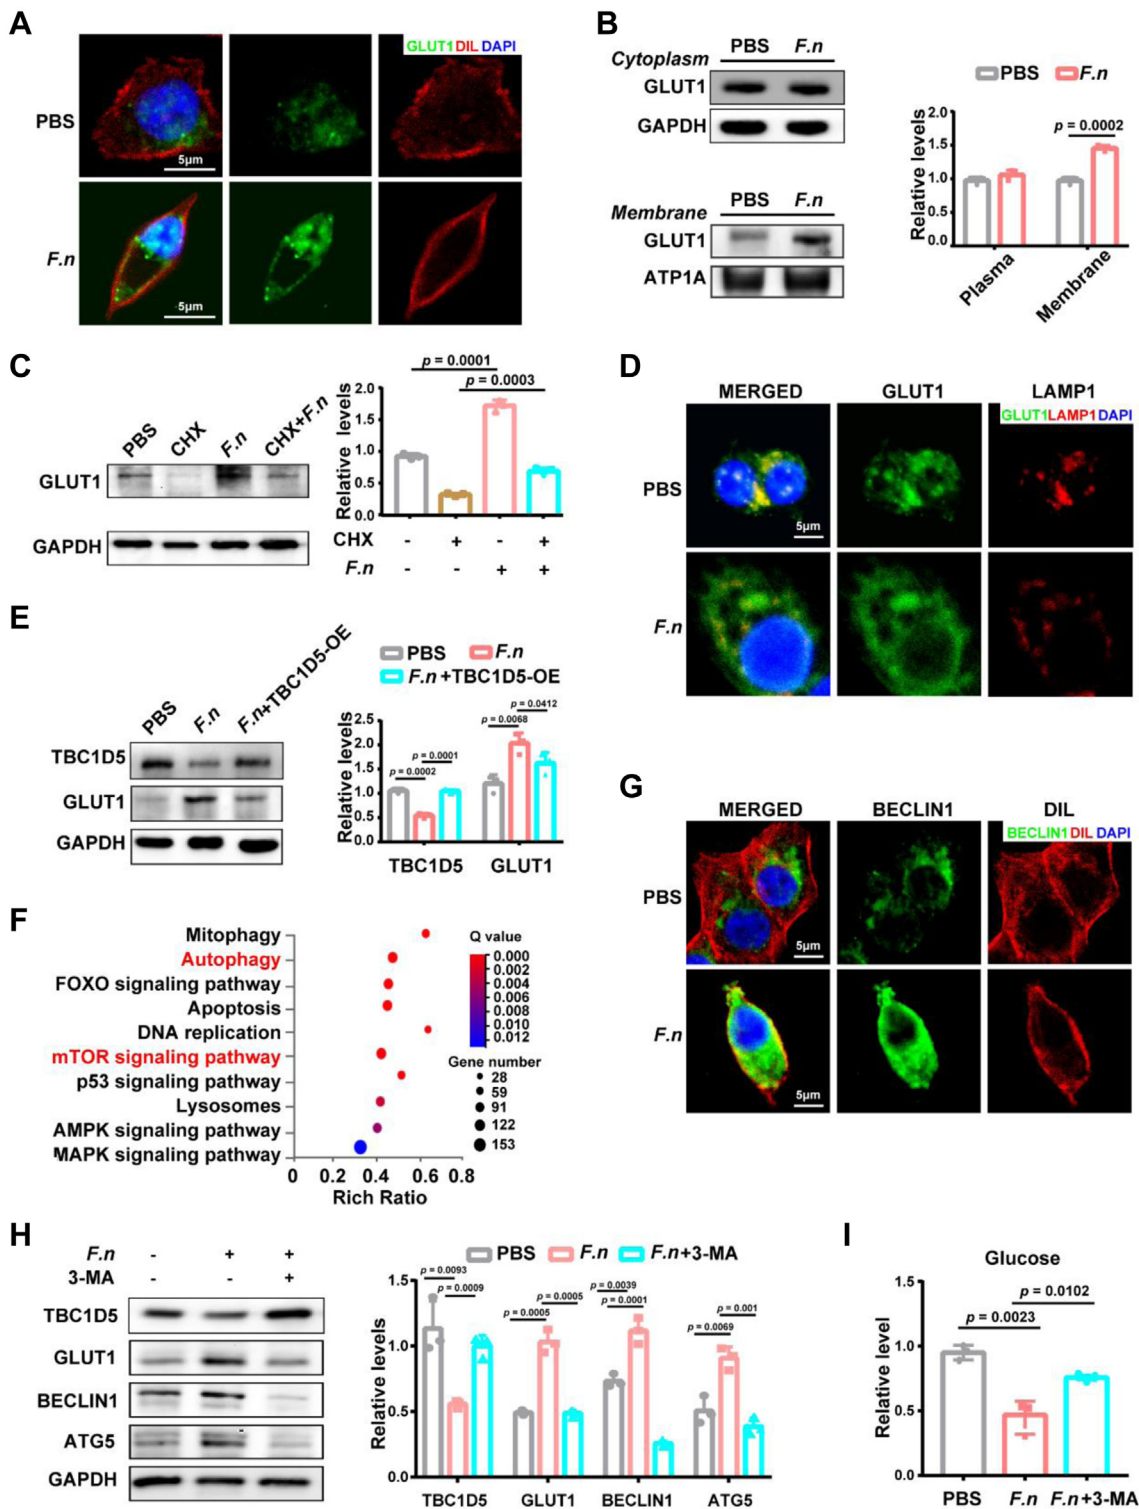 A
GLUT1DILDAPI
PBS
5μm
F.n
5μm
B
PBS F.n
Cytoplasm
GLUT1
GAPDH
PBS F.n
Membrane
GLUT1
ATP1A
PBS F.n
Relative levels
2.0
1.5
1.0
0.5
0.0
p = 0.0002
Plasma
Membrane
C
PBS CHX F.n CHX+F.n
GLUT1
GAPDH
p = 0.0001
p = 0.0003
Relative levels
2.0
1.5
1.0
0.5
0.0
CHX - + - +
F.n - - + +
D
MERGED GLUT1 LAMP1
GLUT1LAMP1DAPI
PBS
5μm
F.n
5μm
E
PBS F.n F.n+TBC1D5-OE
TBC1D5
GLUT1
GAPDH
PBS F.n
F.n+TBC1D5-OE
Relative levels
2.5
2.0
1.5
1.0
0.5
0.0
p = 0.0002
p = 0.0001
p = 0.0068
p = 0.0412
TBC1D5 GLUT1
F
Mitophagy
Autophagy
FOXO signaling pathway
Apoptosis
DNA replication
mTOR signaling pathway
p53 signaling pathway
Lysosomes
AMPK signaling pathway
MAPK signaling pathway
0 0.2 0.4 0.6 0.8
Rich Ratio
Q value
0.000
0.002
0.004
0.006
0.008
0.010
0.012
Gene number
28
59
91
122
153
G
MERGED BECLIN1 DIL
BECLIN1DILDAPI
PBS
5μm
F.n
5μm
H
F.n - + +
3-MA - - +
TBC1D5
GLUT1
BECLIN1
ATG5
GAPDH
PBS F.n F.n+3-MA
Relative levels
1.5
1.0
0.5
0.0
p = 0.0093
p = 0.0009
p = 0.0005
p = 0.0005
p = 0.0039
p = 0.0001
p = 0.0069
p = 0.001
TBC1D5 GLUT1 BECLIN1 ATG5
I
Glucose
Relative level
1.5
1.0
0.5
0.0
p = 0.0023
p = 0.0102
PBS F.n F.n+3-MA